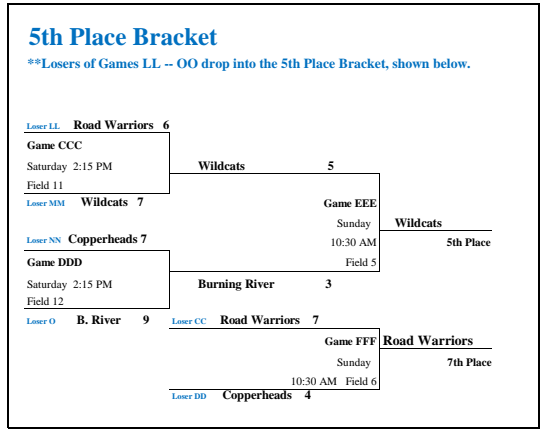 5th Place Bracket
**Losers of Games LL -- OO drop into the 5th Place Bracket, shown below.
Loser LL Road Warriors 6
Game CCC
Saturday 2:15 PM
Field 11
Loser MM Wildcats 7
Wildcats 5
Game EEE
Sunday
10:30 AM
Field 5
Wildcats
5th Place
Loser NN Copperheads 7
Game DDD
Saturday 2:15 PM
Field 12
Loser O B. River 9
Burning River 3
Loser CC Road Warriors 7
Game FFF
Sunday
10:30 AM Field 6
Loser DD Copperheads 4
Road Warriors
7th Place